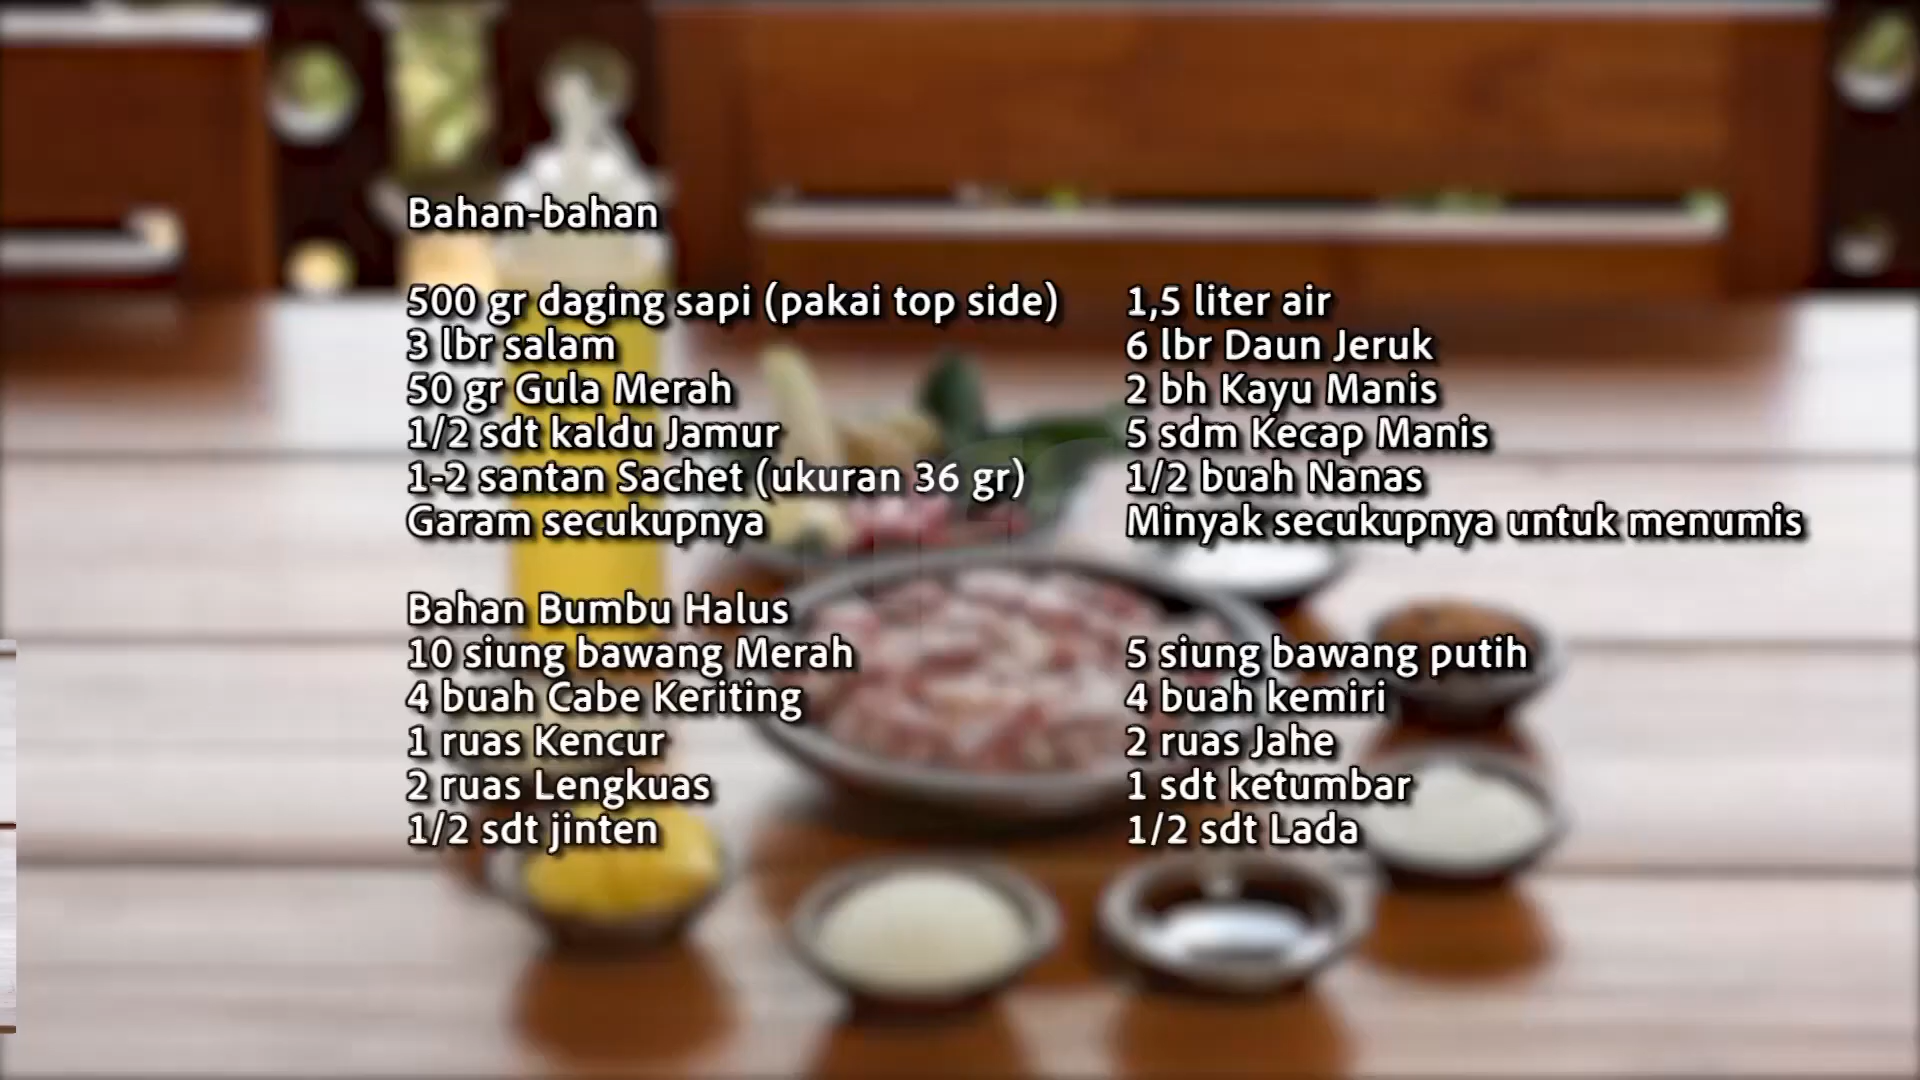 Bahan-bahan
500 gr daging sapi (pakai top side)
3 lbr salam
50 gr Gula Merah
1/2 sdt kaldu Jamur
1-2 santan Sachet (ukuran 36 gr)
Garam secukupnya
1,5 liter air
6 lbr Daun Jeruk
2 bh Kayu Manis
5 sdm Kecap Manis
1/2 buah Nanas
Minyak secukupnya untuk menumis
Bahan Bumbu Halus
10 siung bawang Merah
4 buah Cabe Keriting
1 ruas Kencur
2 ruas Lengkuas
1/2 sdt jinten
5 siung bawang putih
4 buah kemiri
2 ruas Jahe
1 sdt ketumbar
1/2 sdt Lada